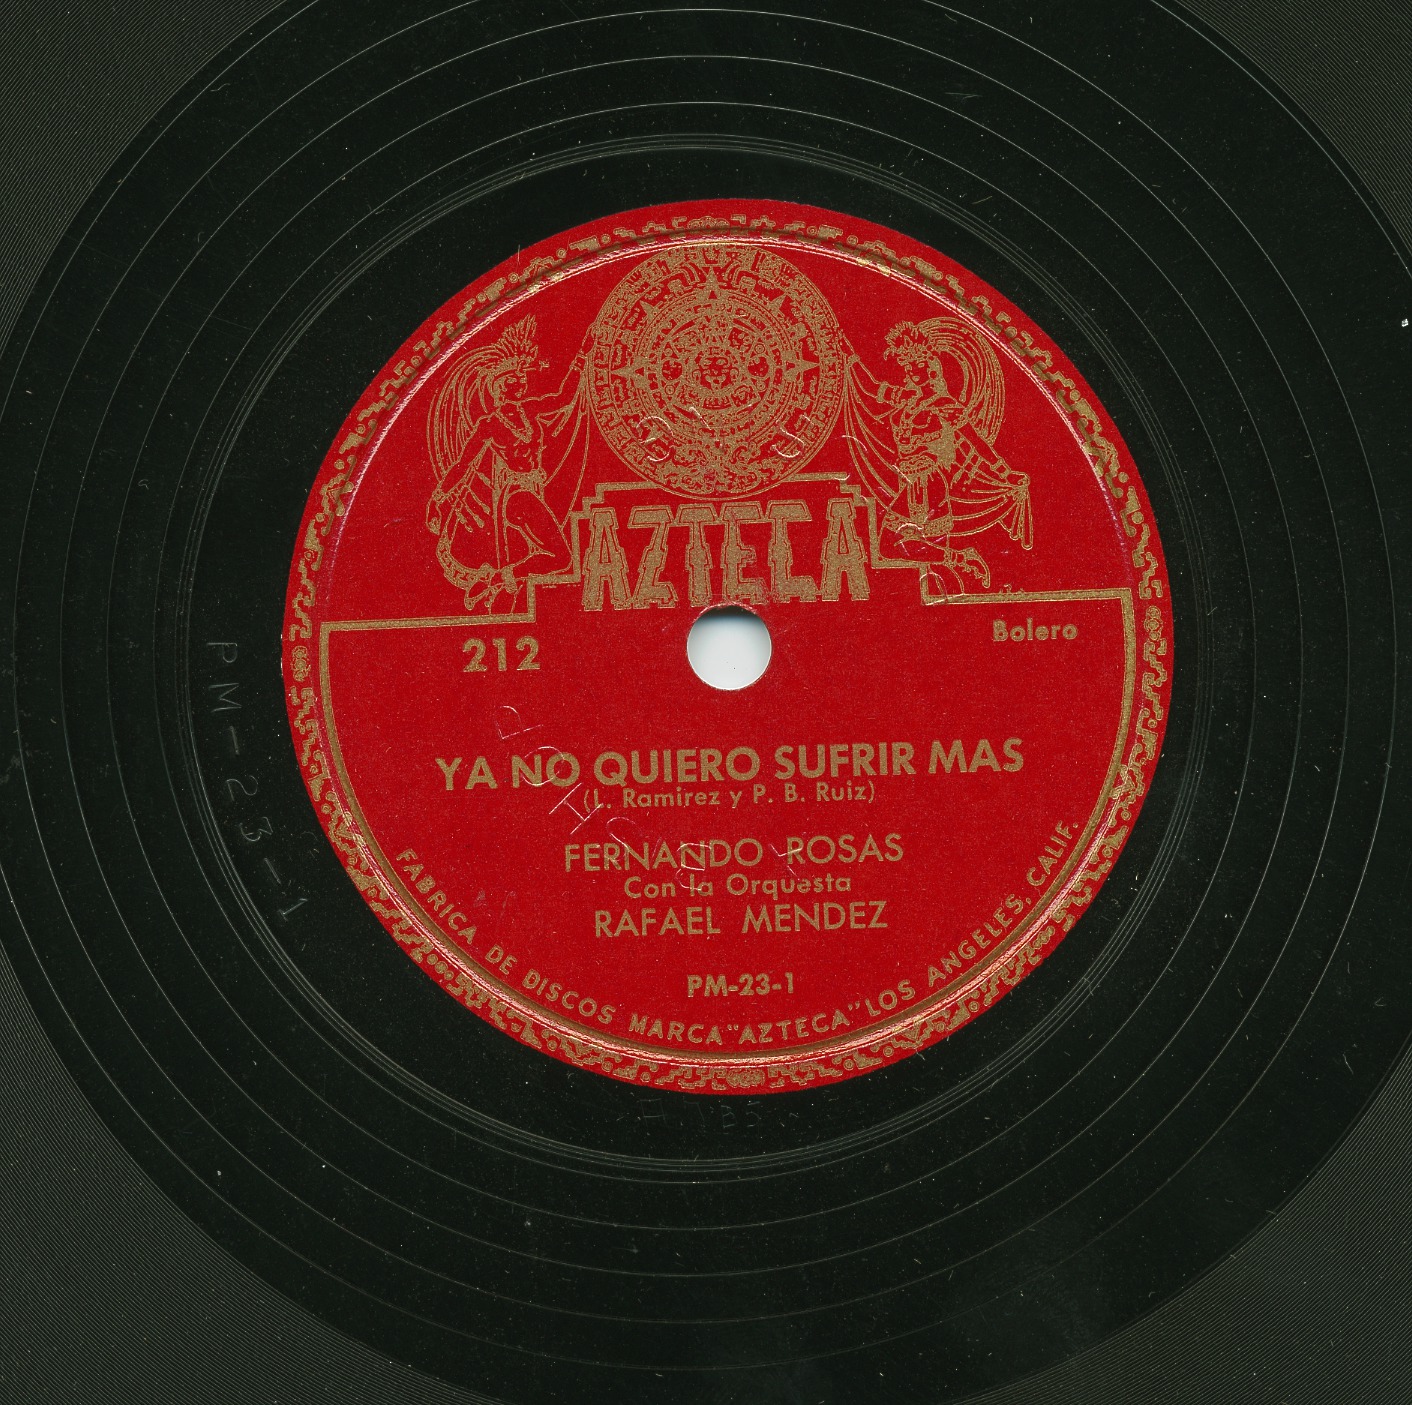 AZTECA
212
Bolero
YA NO QUIERO SUFRIR MAS
(L. Ramirez y P. B. Ruiz)
FERNANDO ROSAS
Con la Orquesta
RAFAEL MENDEZ
PM-23-1
FABRICA DE DISCOS MARCA "AZTECA" LOS ANGELES, CALIF.
PM-23-1